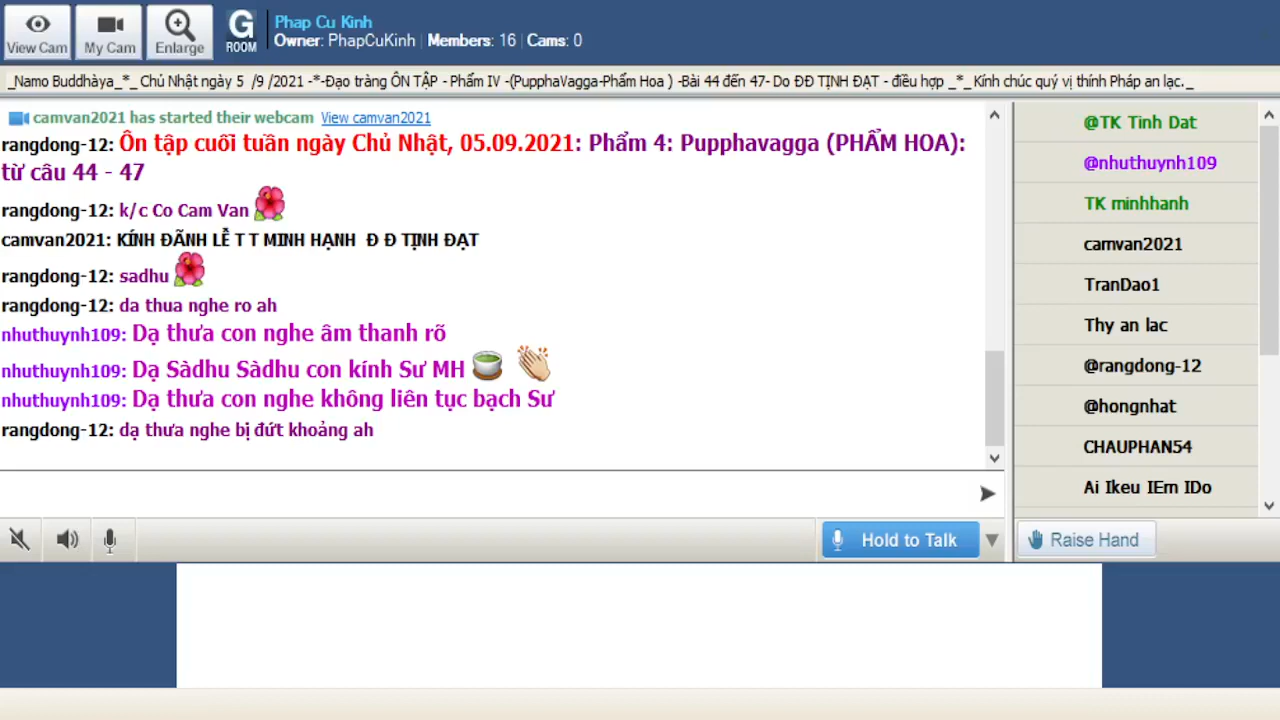 View Cam
My Cam
Enlarge
G
ROOM
Phap Cu Kinh
Owner: PhapCuKinh | Members: 16 | Cams: 0
_Namo Buddhàya_*_ Chủ Nhật ngày 5 /9 /2021 -*-Đạo tràng ÔN TẬP - Phẩm IV -(PupphaVagga-Phẩm Hoa ) -Bài 44 đến 47- Do ĐĐ TỊNH ĐẠT - điều hợp _*_ Kính chúc quý vị thính Pháp an lạc._
camvan2021 has started their webcam View camvan2021
rangdong-12: Ôn tập cuối tuần ngày Chủ Nhật, 05.09.2021: Phẩm 4: Pupphavagga (PHẨM HOA):
từ câu 44 - 47
rangdong-12: k/c Co Cam Van
camvan2021: KÍNH ĐÃNH LỄ T T MINH HẠNH Đ Đ TỊNH ĐẠT
rangdong-12: sadhu
rangdong-12: da thua nghe ro ah
nhuthuynh109: Dạ thưa con nghe âm thanh rõ
nhuthuynh109: Dạ Sàdhu Sàdhu con kính Sư MH
nhuthuynh109: Dạ thưa con nghe không liên tục bạch Sư
rangdong-12: dạ thưa nghe bị đứt khoảng ah
@TK Tinh Dat
@nhuthuynh109
TK minhhanh
camvan2021
TranDao1
Thy an lac
@rangdong-12
@hongnhat
CHAUPHAN54
Ai Ikeu IEm IDo
Hold to Talk
Raise Hand